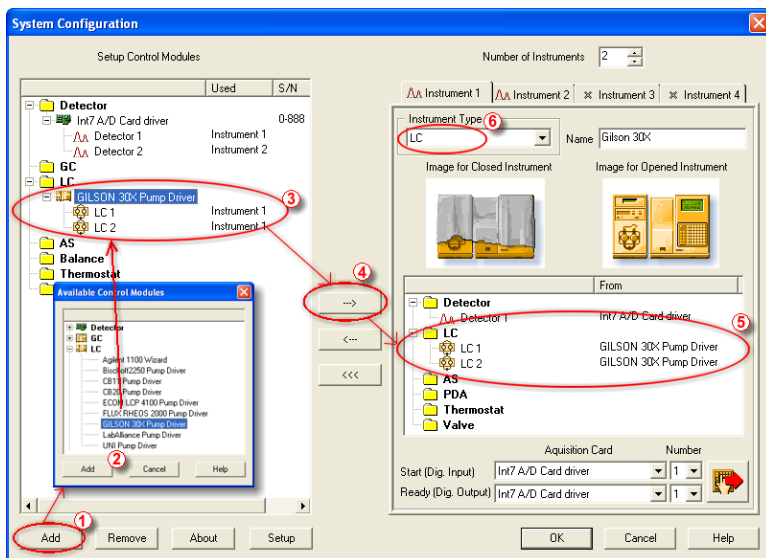 System Configuration
Setup Control Modules
Used S/N
Detector
Int7 A/D Card driver 0-888
Detector 1 Instrument 1
Detector 2 Instrument 2
GC
LC
GILSON 30X Pump Driver
LC 1 Instrument 1
LC 2 Instrument 1
AS
Balance
Thermostat
3
Available Control Modules
Detector
GC
LC
Agilent 1100 Wizard
Bischoff2250 Pump Driver
CB11 Pump Driver
CB20 Pump Driver
ECOM LCP 4100 Pump Driver
FLUX RHEOS 2000 Pump Driver
GILSON 30X Pump Driver
LabAlliance Pump Driver
UNI Pump Driver
Add Cancel Help
2
1
Add Remove About Setup
4
--->
<---
<<<
Number of Instruments 2
Instrument 1 Instrument 2 Instrument 3 Instrument 4
Instrument Type 6
LC Name Gilson 30X
Image for Closed Instrument Image for Opened Instrument
From
Detector
Detector 1 Int7 A/D Card driver
LC
LC 1 GILSON 30X Pump Driver
LC 2 GILSON 30X Pump Driver
AS
PDA
Thermostat
Valve
5
Aquisition Card Number
Start (Dig. Input) Int7 A/D Card driver 1
Ready (Dig. Output) Int7 A/D Card driver 1
OK Cancel Help